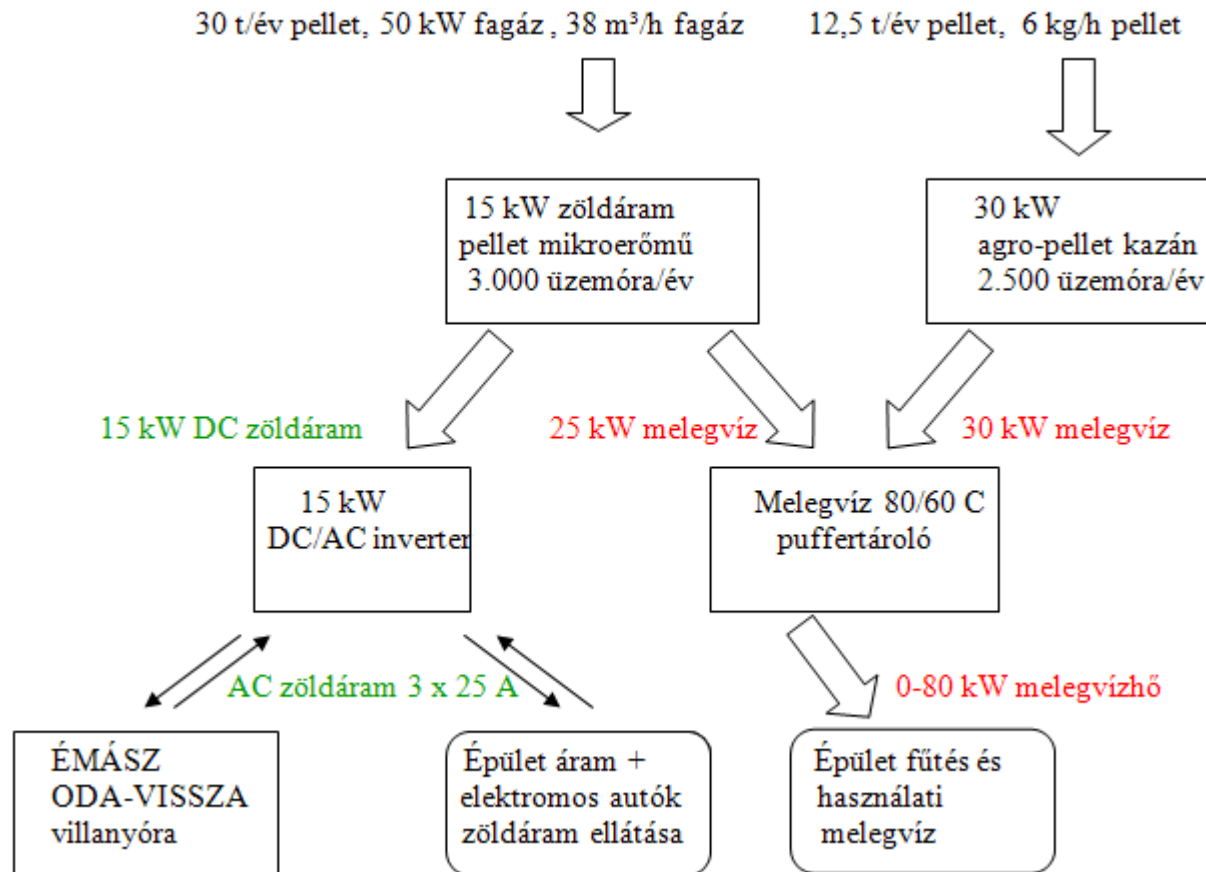 30 t/év pellet, 50 kW fagáz , 38 m³/h fagáz
12,5 t/év pellet, 6 kg/h pellet
15 kW zöldáram
pellet mikroerőmű
3.000 üzemóra/év
30 kW
agro-pellet kazán
2.500 üzemóra/év
15 kW DC zöldáram
25 kW melegvíz
30 kW melegvíz
15 kW
DC/AC inverter
Melegvíz 80/60 C
puffertároló
AC zöldáram 3 x 25 A
0-80 kW melegvízhő
ÉMÁSZ
ODA-VISSZA
villanyóra
Épület áram +
elektromos autók
zöldáram ellátása
Épület fűtés és
használati
melegvíz